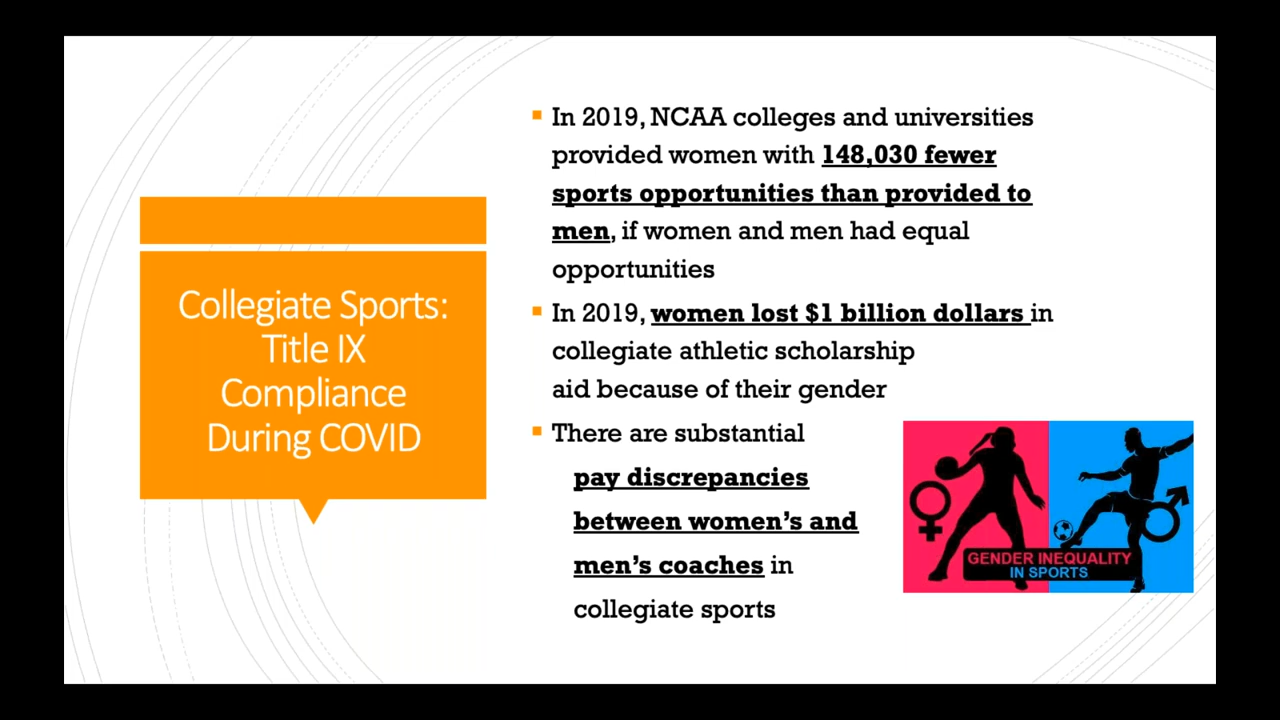 Collegiate Sports:
Title IX
Compliance
During COVID
In 2019, NCAA colleges and universities
provided women with 148,030 fewer
sports opportunities than provided to
men, if women and men had equal
opportunities
In 2019, women lost $1 billion dollars in
collegiate athletic scholarship
aid because of their gender
There are substantial
pay discrepancies
between women's and
men's coaches in
collegiate sports
GENDER INEQUALITY
IN SPORTS